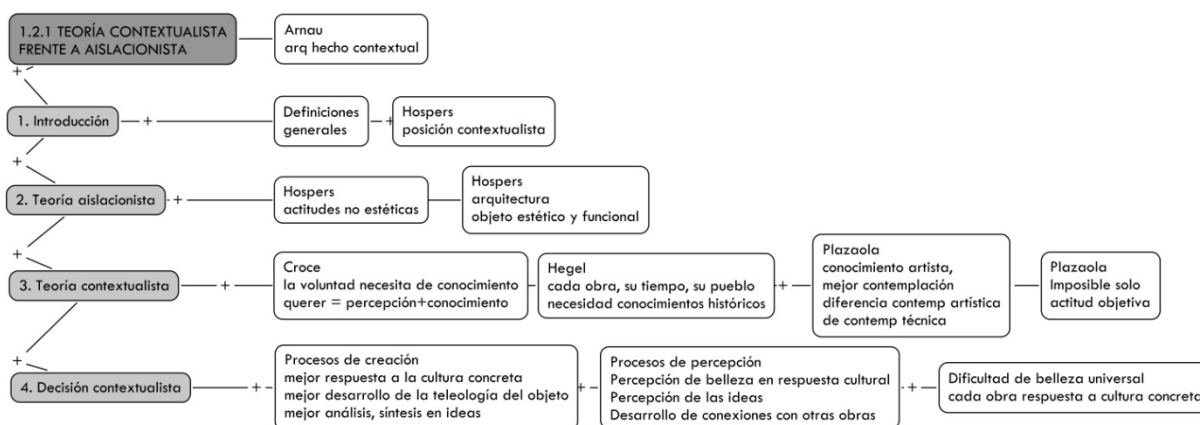 1.2.1 TEORÍA CONTEXTUALISTA
FRENTE A AISLACIONISTA
Arnau
arq hecho contextual
1. Introducción
Definiciones
generales
Hospers
posición contextualista
2. Teoría aislacionista
Hospers
actitudes no estéticas
Hospers
arquitectura
objeto estético y funcional
3. Teoría contextualista
Croce
la voluntad necesita de conocimiento
querer = percepción+conocimiento
Hegel
cada obra, su tiempo, su pueblo
necesidad conocimientos históricos
Plazaola
conocimiento artista,
mejor contemplación
diferencia contemp artística
de contemp técnica
Plazaola
Imposible solo
actitud objetiva
4. Decisión contextualista
Procesos de creación
mejor respuesta a la cultura concreta
mejor desarrollo de la teleología del objeto
mejor análisis, síntesis en ideas
Procesos de percepción
Percepción de belleza en respuesta cultural
Percepción de las ideas
Desarrollo de conexiones con otras obras
Dificultad de belleza universal
cada obra respuesta a cultura concreta